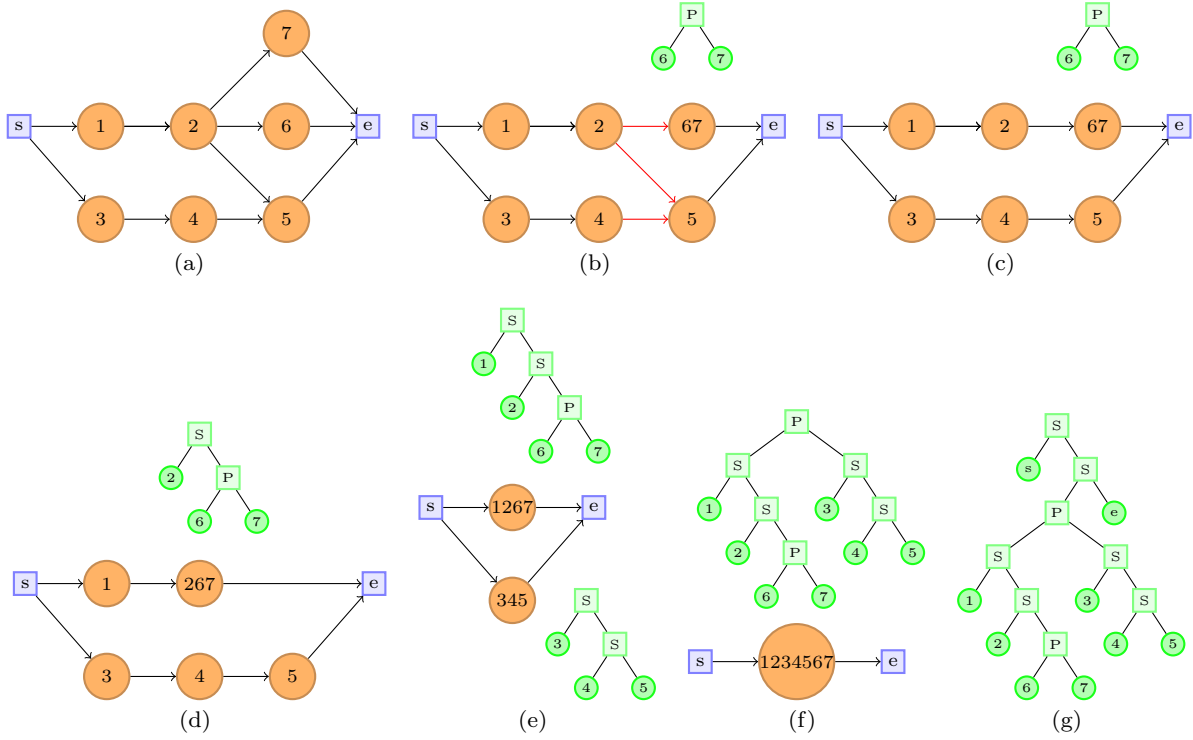 7
s 1 2 6 e
3 4 5
(a)
P
6 7
s 1 2 67 e
3 4 5
(b)
P
6 7
s 1 2 67 e
3 4 5
(c)
S
2 P
6 7
s 1 267 e
3 4 5
(d)
S
1 S
2 P
6 7
s 1267 e
345
S
3 S
4 5
(e)
P
S S
1 S 3 S
2 P 4 5
6 7
s 1234567 e
(f)
S
s S
P e
S S
1 S 3 S
2 P 4 5
6 7
(g)